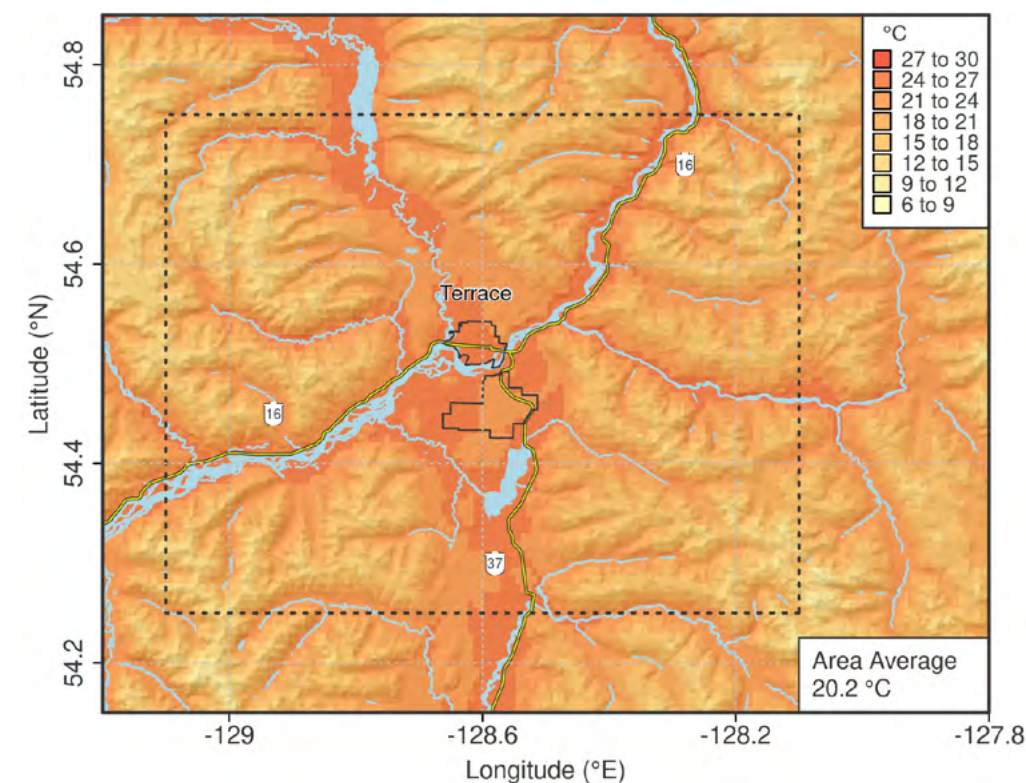 °C
27 to 30
24 to 27
21 to 24
18 to 21
15 to 18
12 to 15
9 to 12
6 to 9
54.8
16
54.6
Terrace
Latitude (°N)
16
54.4
37
54.2
Area Average
20.2 °C
-129
-128.6
-128.2
-127.8
Longitude (°E)